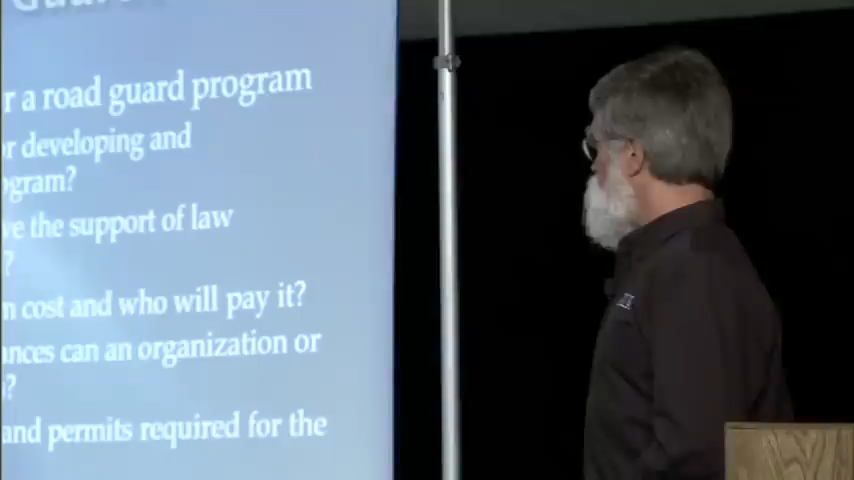 r a road guard program
r developing and
ogram?
ve the support of law
?
n cost and who will pay it?
ances can an organization or
?
and permits required for the